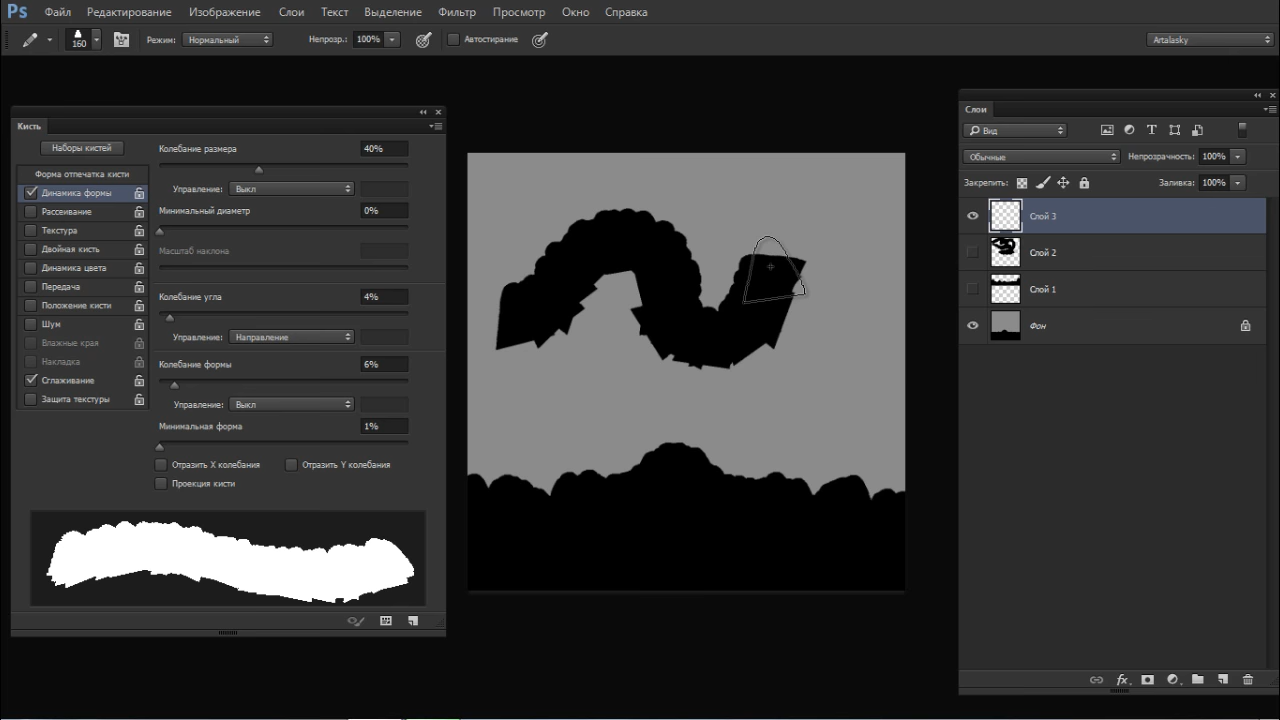 Ps Файл Редактирование Изображение Слои Текст Выделение Фильтр Просмотр Окно Справка
160 Режим: Нормальный Непрозр.: 100% Автостирание Artalasky
Кисть
Наборы кистей
Форма отпечатка кисти
Динамика формы
Рассеивание
Текстура
Двойная кисть
Динамика цвета
Передача
Положение кисти
Шум
Влажные края
Накладка
Сглаживание
Защита текстуры
Колебание размера 40%
Управление: Выкл
Минимальный диаметр 0%
Масштаб наклона
Колебание угла 4%
Управление: Направление
Колебание формы 6%
Управление: Выкл
Минимальная форма 1%
Отразить X колебания Отразить Y колебания
Проекция кисти
Слои
Вид
Обычные Непрозрачность: 100%
Закрепить: Заливка: 100%
Слой 3
Слой 2
Слой 1
Фон
fx